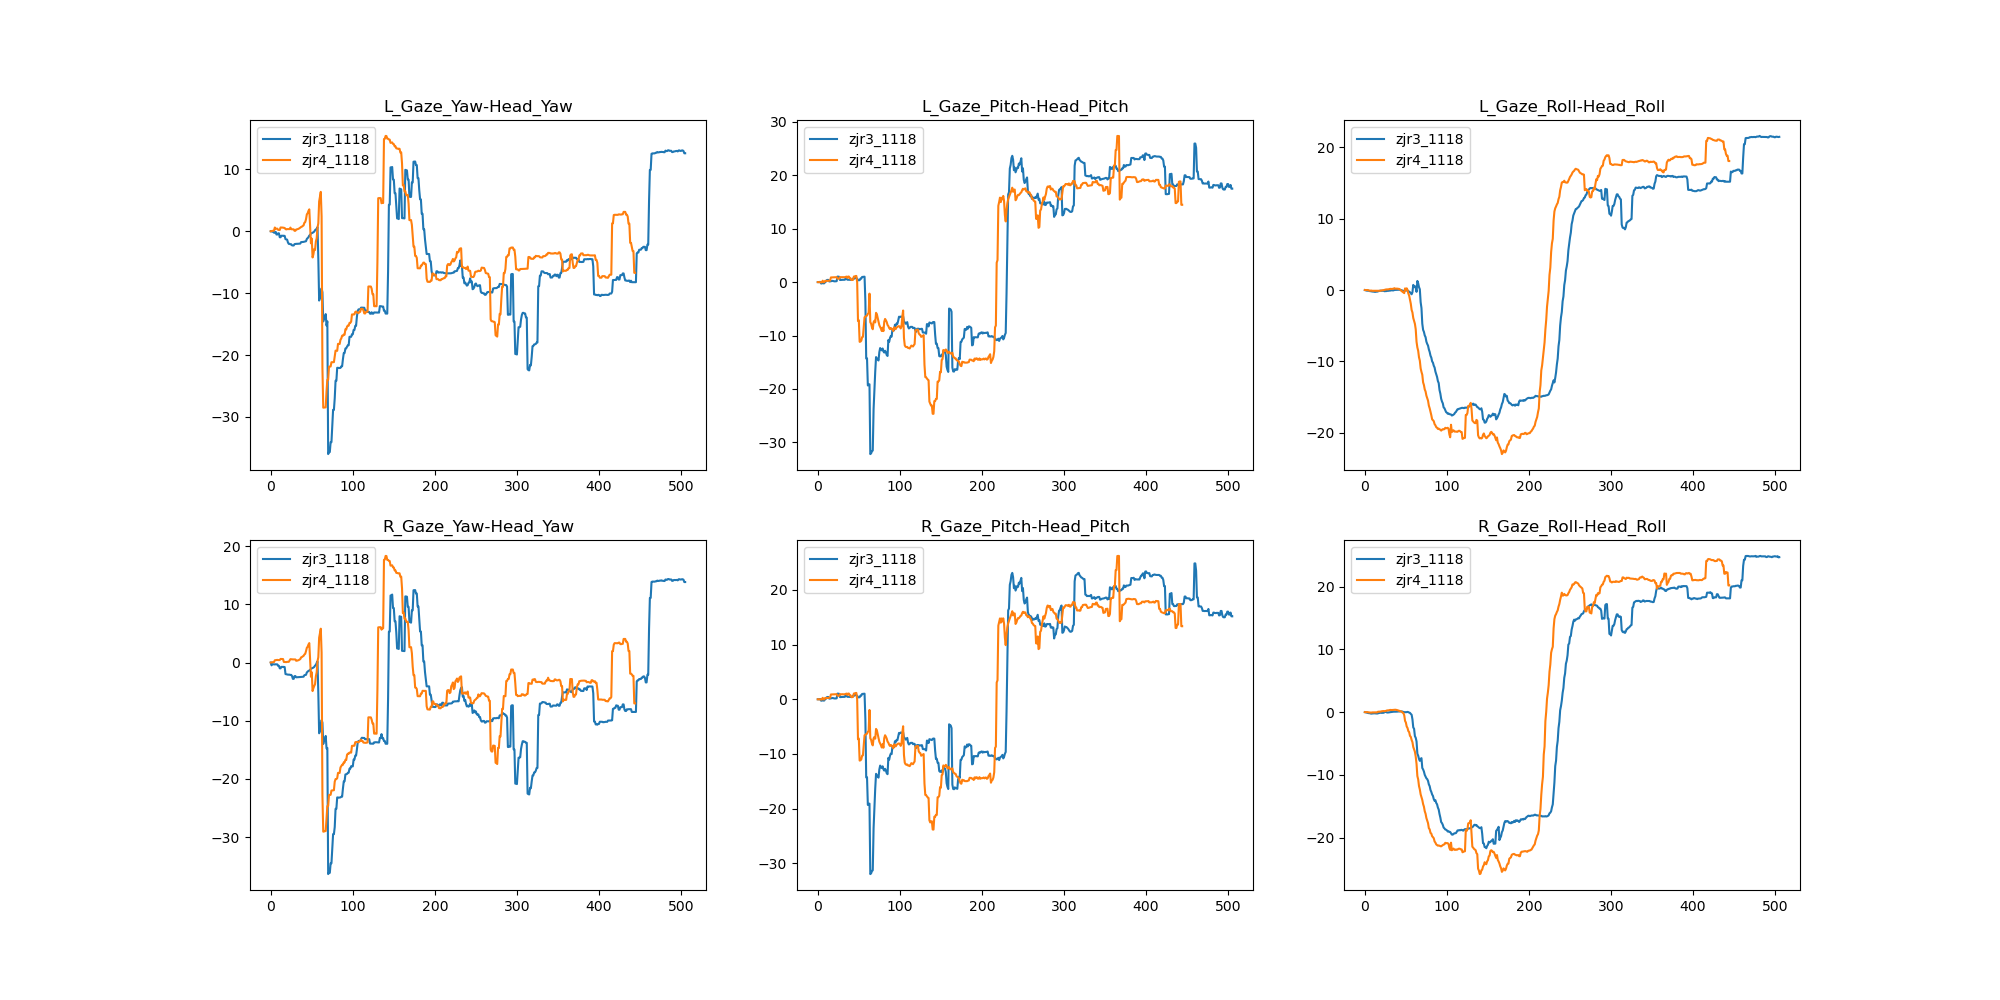 L_Gaze_Yaw-Head_Yaw
zjr3_1118
zjr4_1118
10
0
−10
−20
−30
0 100 200 300 400 500
L_Gaze_Pitch-Head_Pitch
zjr3_1118
zjr4_1118
30
20
10
0
−10
−20
−30
0 100 200 300 400 500
L_Gaze_Roll-Head_Roll
zjr3_1118
zjr4_1118
20
10
0
−10
−20
0 100 200 300 400 500
R_Gaze_Yaw-Head_Yaw
zjr3_1118
zjr4_1118
20
10
0
−10
−20
−30
0 100 200 300 400 500
R_Gaze_Pitch-Head_Pitch
zjr3_1118
zjr4_1118
20
10
0
−10
−20
−30
0 100 200 300 400 500
R_Gaze_Roll-Head_Roll
zjr3_1118
zjr4_1118
20
10
0
−10
−20
0 100 200 300 400 500